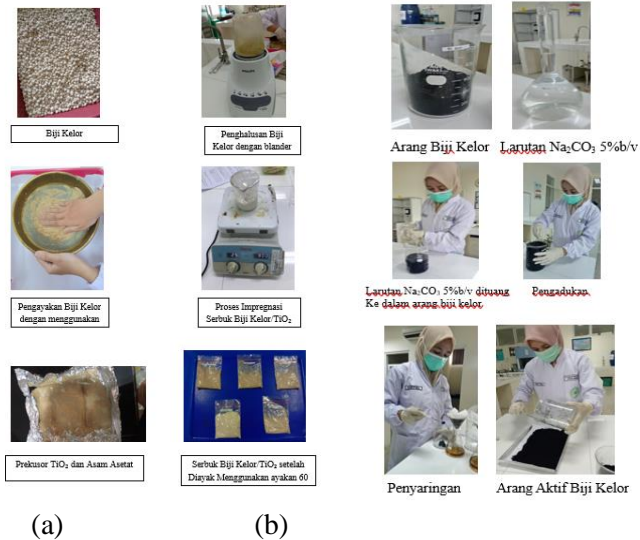 Biji Kelor
Penghalusan Biji
Kelor dengan blander
Arang Biji Kelor
Larutan Na₂CO₃ 5%b/v
Pengayakan Biji Kelor
dengan menggunakan
Proses Impregnasi
Serbuk Biji Kelor/TiO₂
Larutan Na₂CO₃ 5%b/v dituang
Ke dalam arang biji kelor
Pengadukan
Prekusor TiO₂ dan Asam Asetat
Serbuk Biji Kelor/TiO₂ setelah
Diayak Menggunakan ayakan 60
Penyaringan
Arang Aktif Biji Kelor
(a)
(b)